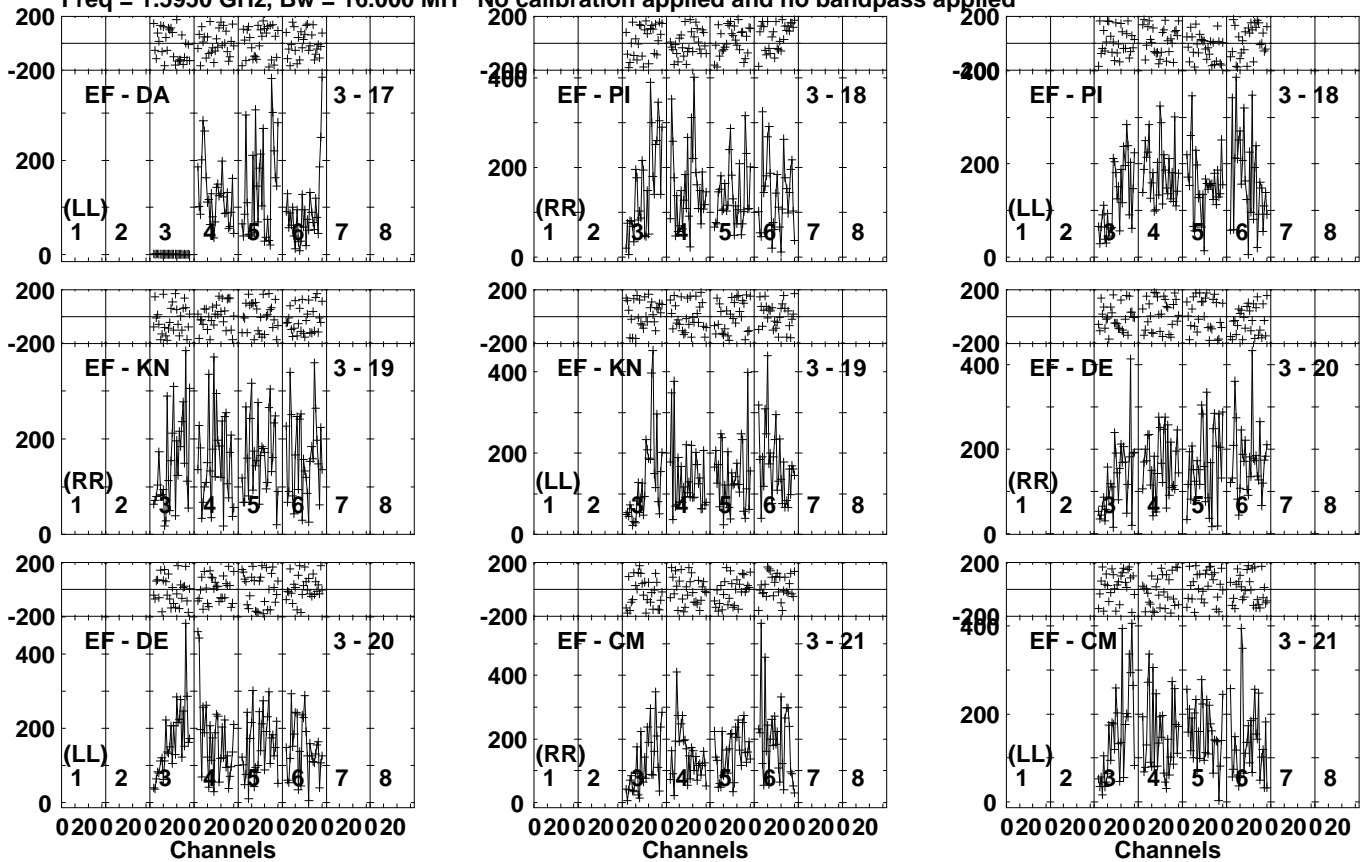 Freq = 1.5950 GHz, Bw = 16.000 MH No calibration applied and no bandpass applied
200 200 200
-200 -200 -200
EF - DA 3 - 17 400 EF - PI 3 - 18 400 EF - PI 3 - 18
200 200 200
(LL) (RR) (LL)
1 2 3 4 5 6 7 8 1 2 3 4 5 6 7 8 1 2 3 4 5 6 7 8
0 0 0
200 200 200
-200 -200 -200
EF - KN 3 - 19 400 EF - KN 3 - 19 400 EF - DE 3 - 20
200 200 200
(RR) (LL) (RR)
1 2 3 4 5 6 7 8 1 2 3 4 5 6 7 8 1 2 3 4 5 6 7 8
0 0 0
200 200 200
-200 -200 -200
400 EF - DE 3 - 20 400 EF - CM 3 - 21 400 EF - CM 3 - 21
200 200 200
(LL) (RR) (LL)
1 2 3 4 5 6 7 8 1 2 3 4 5 6 7 8 1 2 3 4 5 6 7 8
0 0 0
0 20 0 20 0 20 0 20 0 20 0 20 0 20 0 20 0 20 0 20 0 20 0 20 0 20 0 20 0 20 0 20 0 20 0 20 0 20 0 20 0 20 0 20 0 20 0 20
Channels Channels Channels